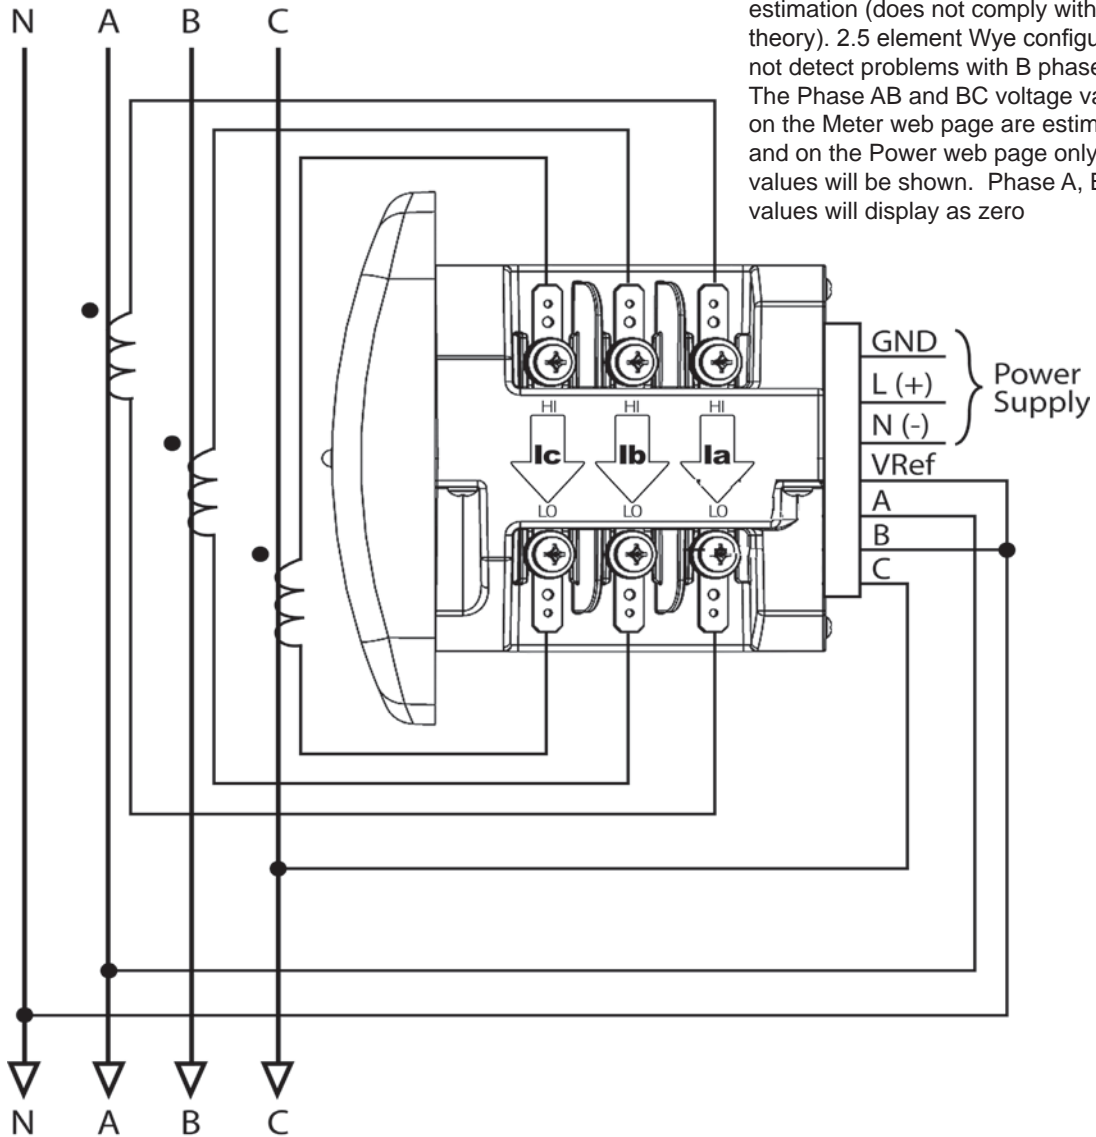 estimation (does not comply with
theory). 2.5 element Wye
not detect problems with B phase
The Phase AB and BC voltage
on the Meter web page are
and on the Power web page only
values will be shown. Phase A,
values will display as zero
N A B C
GND
L (+)
N (-)
Power
Supply
VRef
A
B
C
HI HI HI
Ic Ib Ia
LO LO LO
N A B C